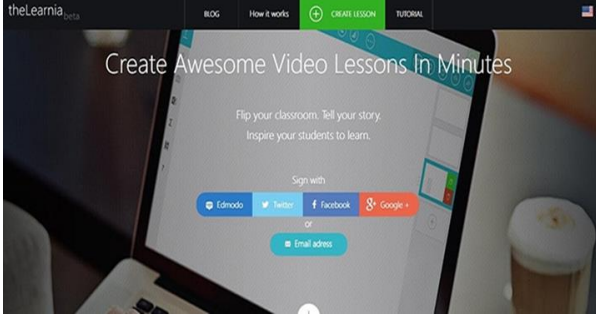 theLearnia
beta
BLOG
How it works
CREATE LESSON
TUTORIAL
Create Awesome Video Lessons In Minutes
Flip your classroom. Tell your story.
Inspire your students to learn.
Sign with
Edmodo
Twitter
Facebook
Google +
or
Email adress